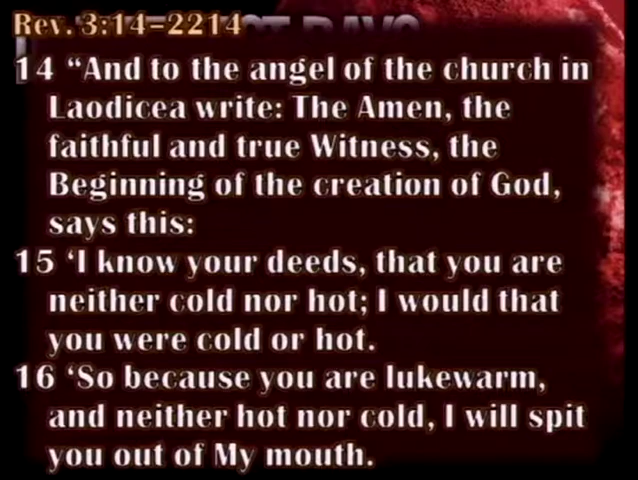 Rev. 3:14–2214
14 “And to the angel of the church in
Laodicea write: The Amen, the
faithful and true Witness, the
Beginning of the creation of God,
says this:
15 ‘I know your deeds, that you are
neither cold nor hot; I would that
you were cold or hot.
16 ‘So because you are lukewarm,
and neither hot nor cold, I will spit
you out of My mouth.